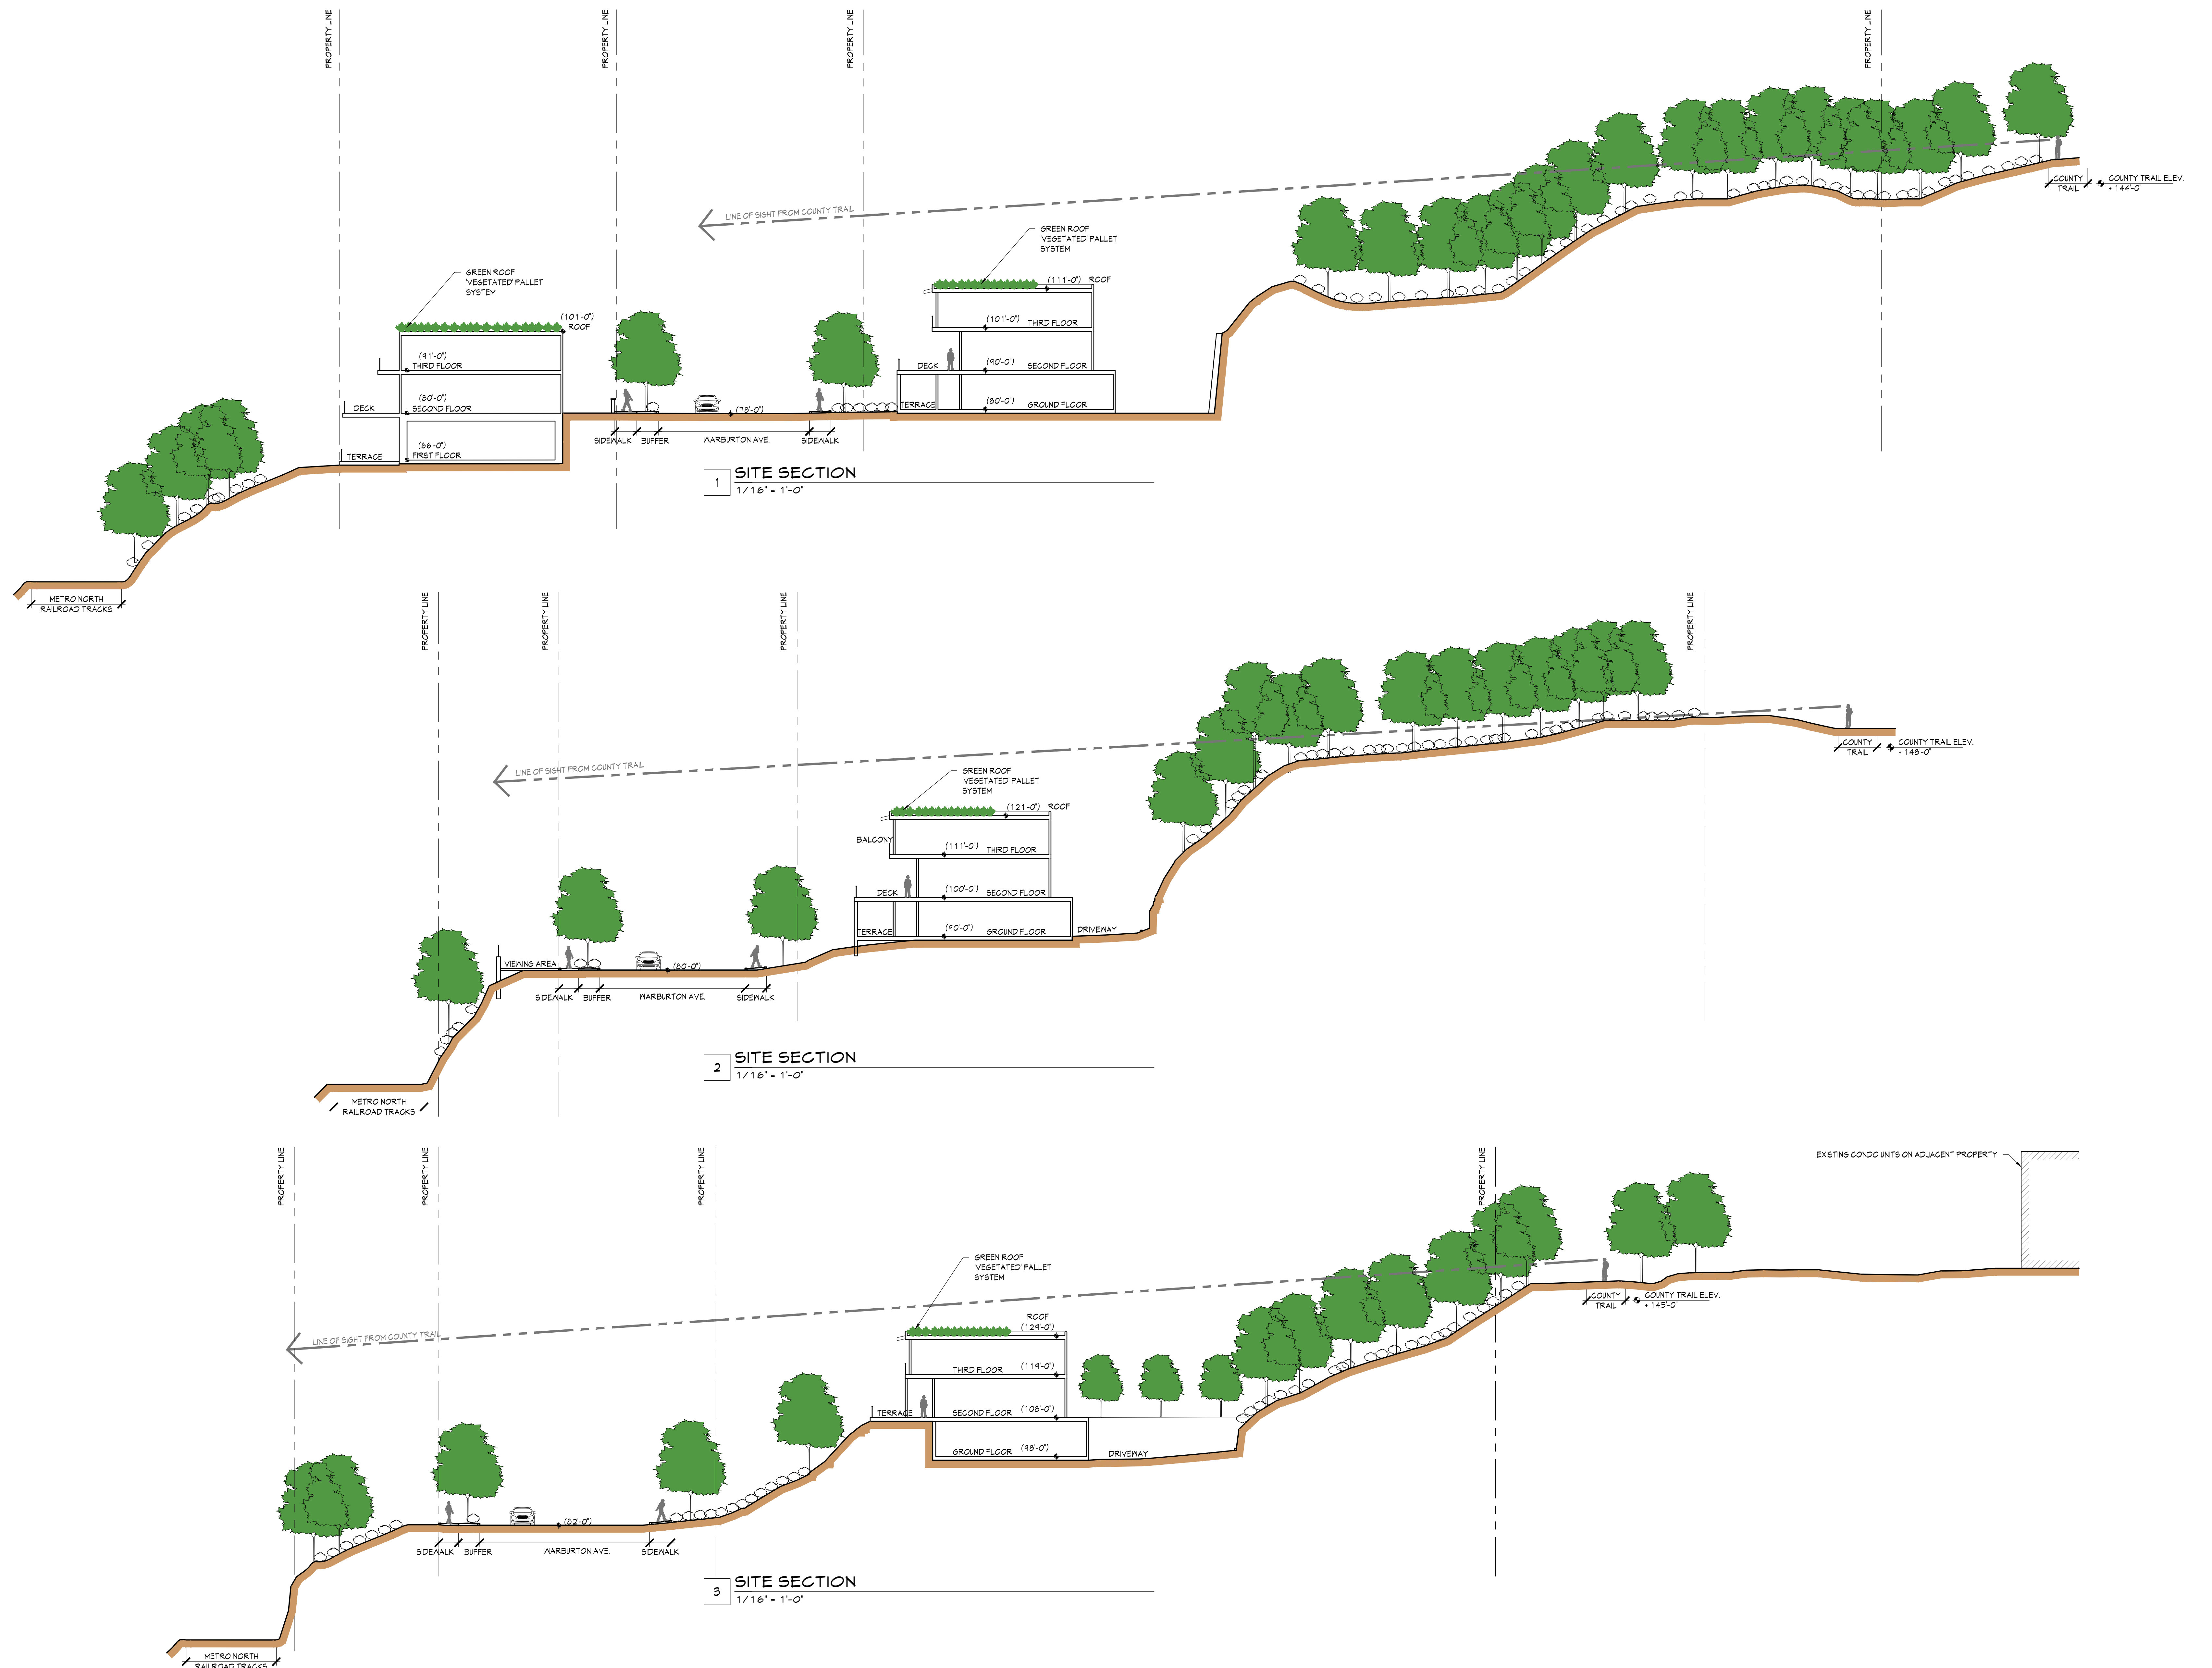 PROPERTY LINE
PROPERTY LINE
PROPERTY LINE
PROPERTY LINE
COUNTY
TRAIL
COUNTY TRAIL ELEV.
+ 144'-0"
LINE OF SIGHT FROM COUNTY TRAIL
GREEN ROOF
'VEGETATED' PALLET
SYSTEM
(111'-0") ROOF
(101'-0") THIRD FLOOR
DECK (90'-0") SECOND FLOOR
TERRACE (80'-0") GROUND FLOOR
GREEN ROOF
'VEGETATED' PALLET
SYSTEM
(101'-0")
ROOF
(91'-0")
THIRD FLOOR
(80'-0")
DECK SECOND FLOOR
(66'-0")
TERRACE FIRST FLOOR
(78'-0")
SIDEWALK BUFFER WARBURTON AVE. SIDEWALK
1 SITE SECTION
1/16" = 1'-0"
METRO NORTH
RAILROAD TRACKS
PROPERTY LINE
PROPERTY LINE
PROPERTY LINE
PROPERTY LINE
COUNTY
TRAIL
COUNTY TRAIL ELEV.
+ 148'-0"
LINE OF SIGHT FROM COUNTY TRAIL
GREEN ROOF
'VEGETATED' PALLET
SYSTEM
(121'-0") ROOF
BALCONY
(111'-0") THIRD FLOOR
DECK (100'-0") SECOND FLOOR
TERRACE (90'-0") GROUND FLOOR
DRIVEWAY
VIEWING AREA
(80'-0")
SIDEWALK BUFFER WARBURTON AVE. SIDEWALK
2 SITE SECTION
1/16" = 1'-0"
METRO NORTH
RAILROAD TRACKS
PROPERTY LINE
PROPERTY LINE
PROPERTY LINE
PROPERTY LINE
EXISTING CONDO UNITS ON ADJACENT PROPERTY
COUNTY
TRAIL
COUNTY TRAIL ELEV.
+ 145'-0"
LINE OF SIGHT FROM COUNTY TRAIL
GREEN ROOF
'VEGETATED' PALLET
SYSTEM
ROOF
(129'-0")
THIRD FLOOR (119'-0")
TERRACE SECOND FLOOR (108'-0")
GROUND FLOOR (98'-0")
DRIVEWAY
(82'-0")
SIDEWALK BUFFER WARBURTON AVE. SIDEWALK
3 SITE SECTION
1/16" = 1'-0"
METRO NORTH
RAILROAD TRACKS